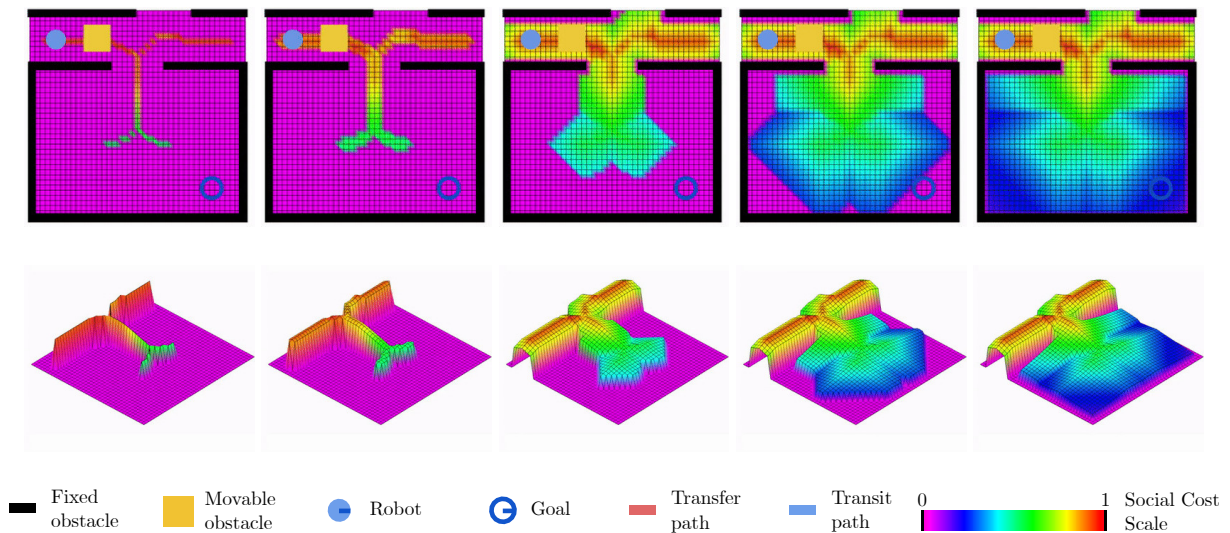 Fixed
obstacle
Movable
obstacle
Robot
Goal
Transfer
path
Transit
path
0 1
Social Cost
Scale